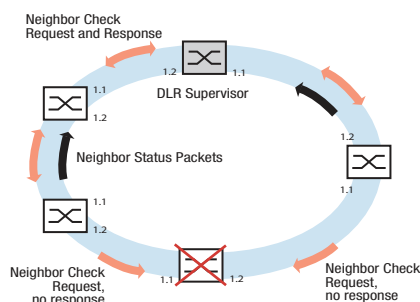 Neighbor Check
Request and Response
1.2
1.1
DLR Supervisor
1.1
1.2
1.2
1.1
Neighbor Status Packets
1.1
1.2
1.1
1.2
Neighbor Check
Request,
no response
Neighbor Check
Request,
no response